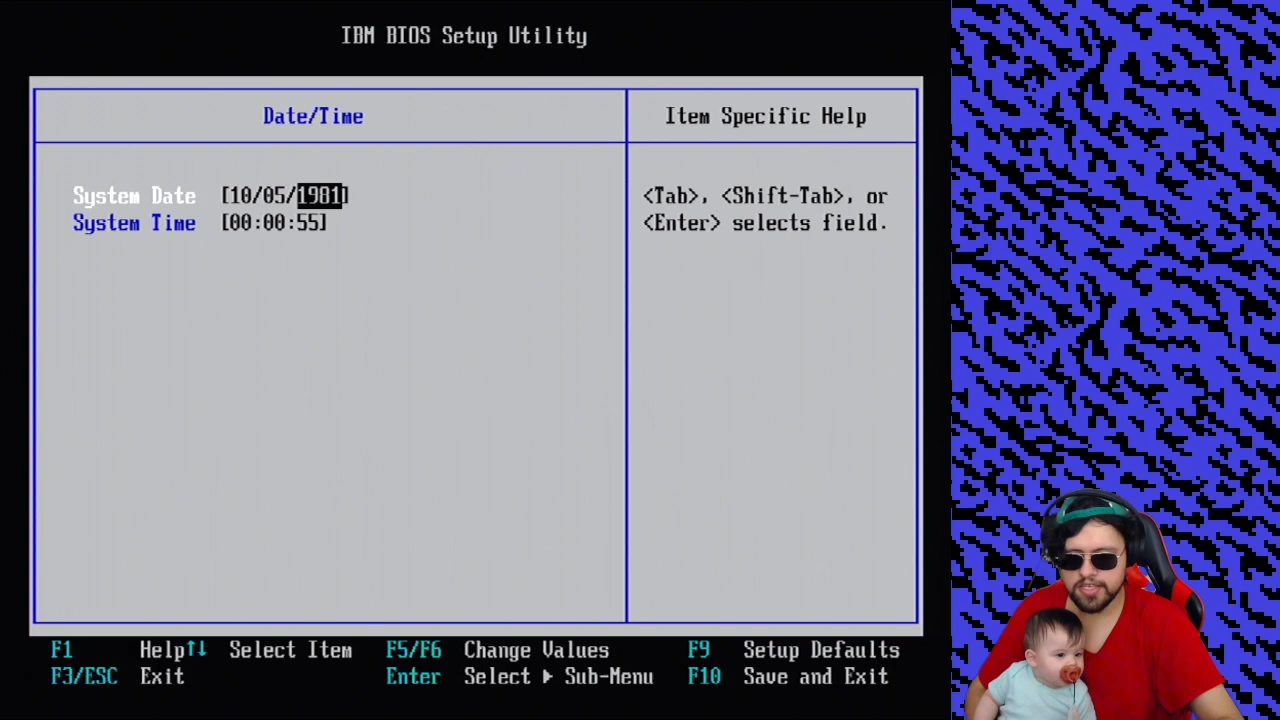 IBM BIOS Setup Utility
Date/Time
Item Specific Help
System Date [10/05/1981]
System Time [00:00:55]
<Tab>, <Shift-Tab>, or
<Enter> selects field.
F1 Help↑↓ Select Item F5/F6 Change Values F9 Setup Defaults
F3/ESC Exit Enter Select ▶ Sub-Menu F10 Save and Exit